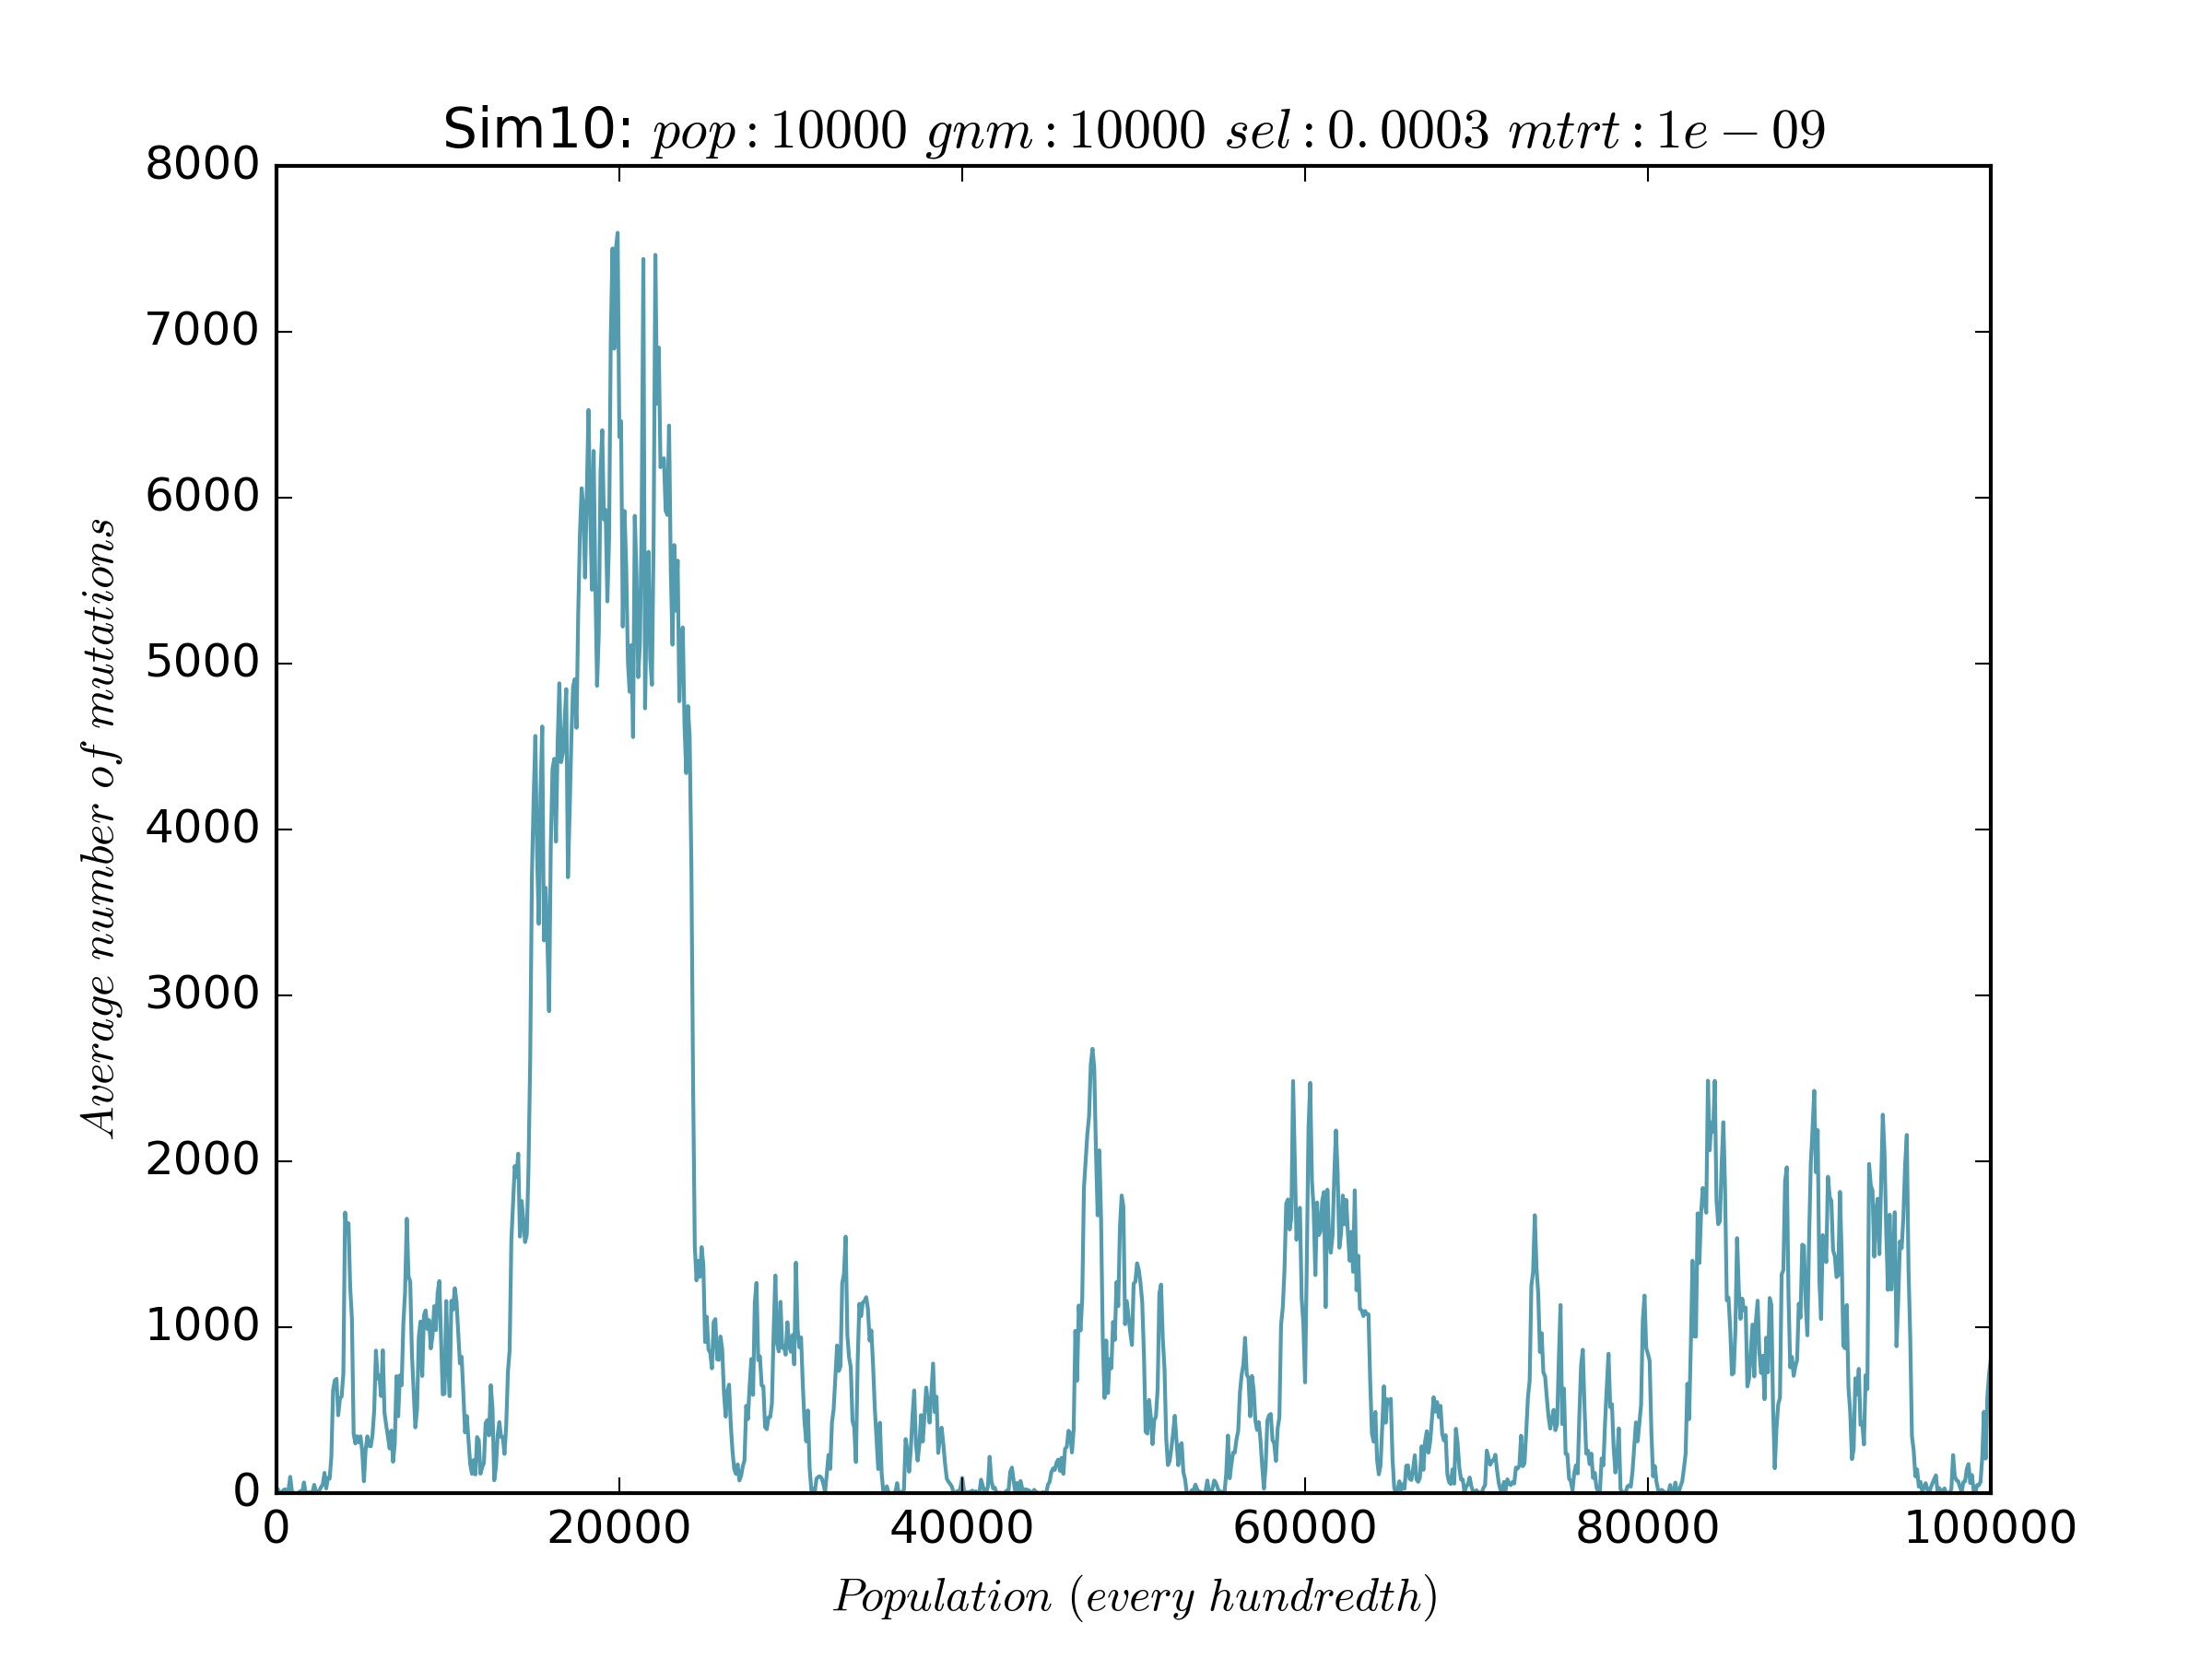 Sim10: pop : 10000 gnm : 10000 sel : 0.0003 mtrt : 1e − 09
8000
7000
6000
5000
4000
3000
2000
1000
0
Average number of mutations
0 20000 40000 60000 80000 100000
Population (every hundredth)